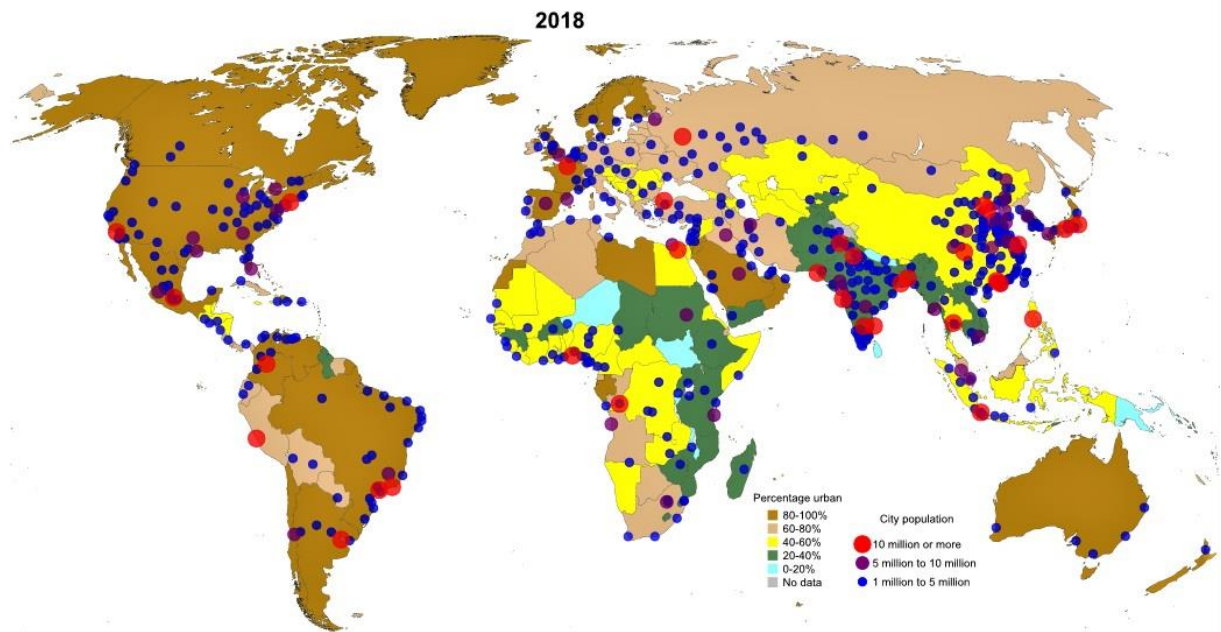 2018
Percentage urban
80-100%
60-80%
40-60%
20-40%
0-20%
No data
City population
10 million or more
5 million to 10 million
1 million to 5 million